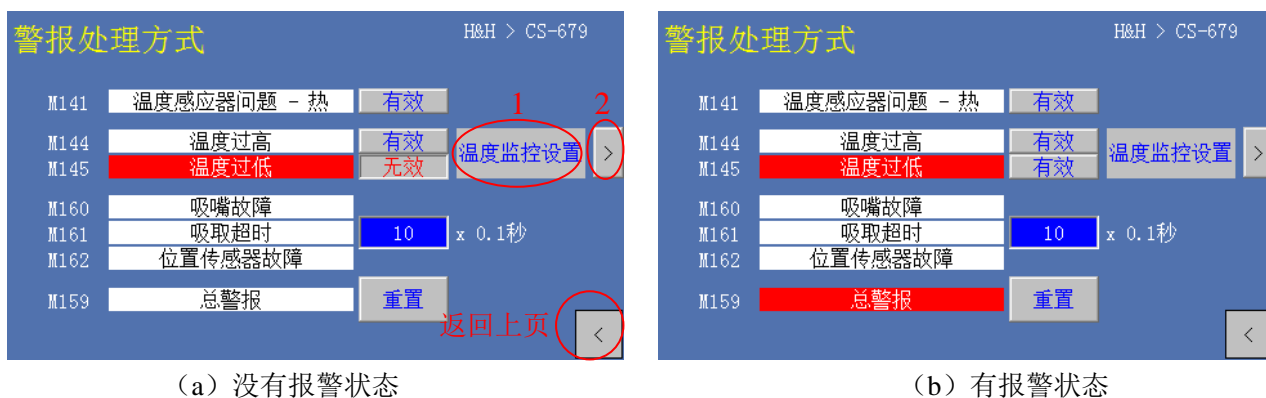 警报处理方式
H&H > CS-679
M141 温度感应器问题 - 热 有效
1 2
M144 温度过高 有效
温度监控设置 >
M145 温度过低 无效
M160 吸嘴故障
M161 吸取超时 10 x 0.1秒
M162 位置传感器故障
M159 总警报 重置
返回上页 <
(a)没有报警状态
警报处理方式
H&H > CS-679
M141 温度感应器问题 - 热 有效
M144 温度过高 有效
温度监控设置 >
M145 温度过低 有效
M160 吸嘴故障
M161 吸取超时 10 x 0.1秒
M162 位置传感器故障
M159 总警报 重置
<
(b)有报警状态